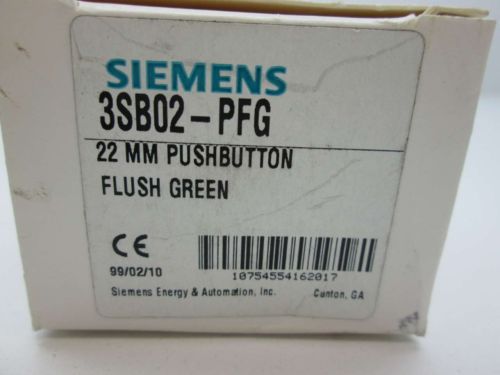 SIEMENS
3SB02-PFG
22 MM PUSHBUTTON
FLUSH GREEN
CE
99/02/10
10754554162017
Siemens Energy & Automation, Inc. Canton, GA